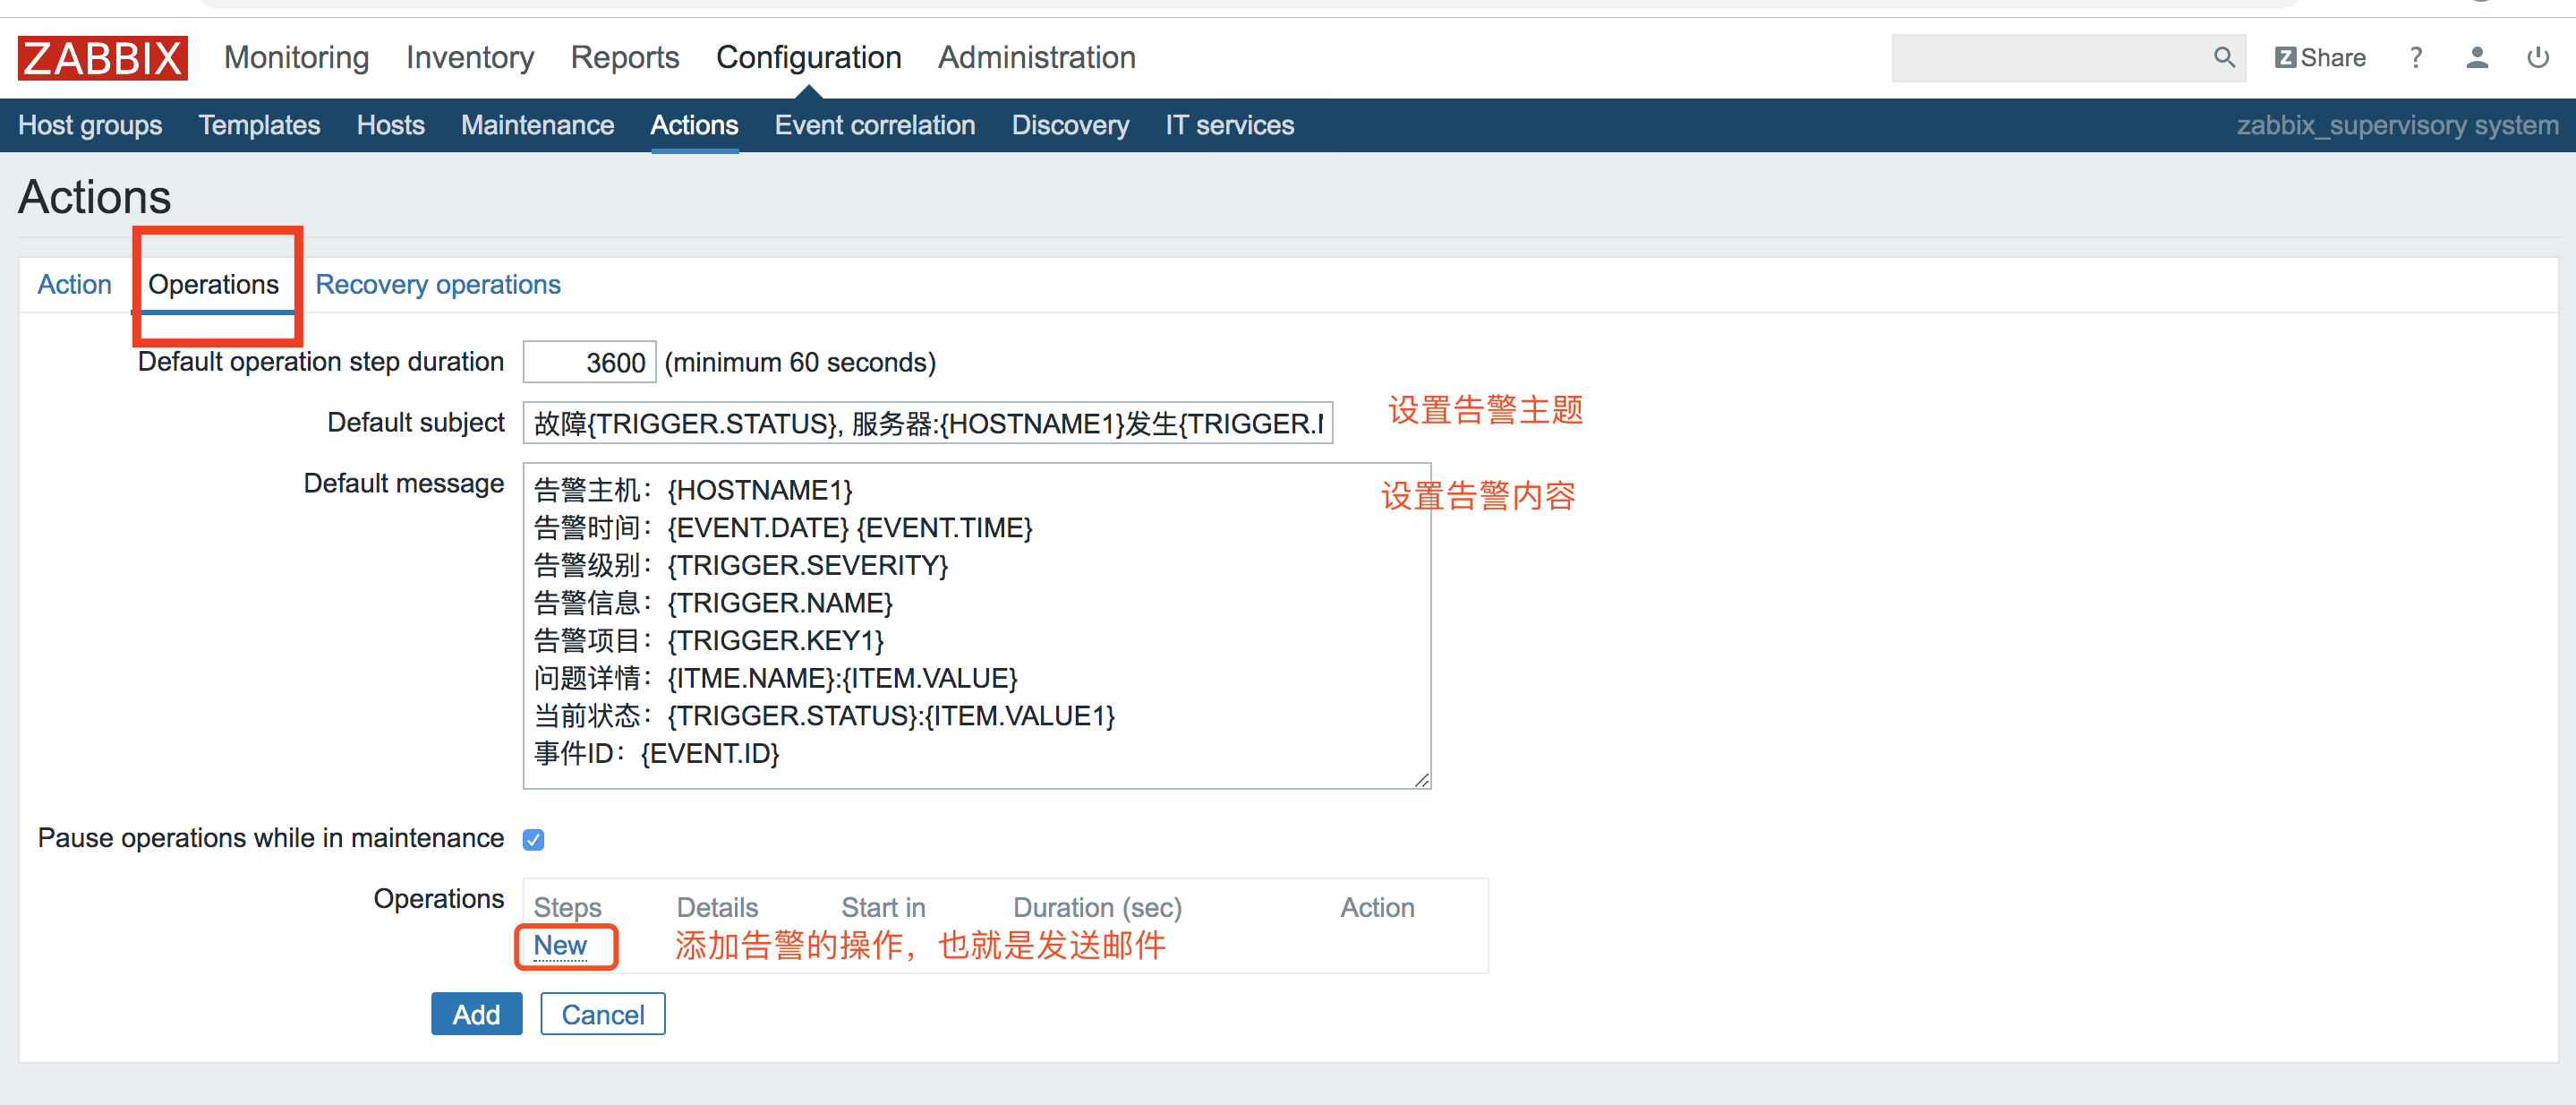 ZABBIX Monitoring Inventory Reports Configuration Administration Z Share ?
Host groups Templates Hosts Maintenance Actions Event correlation Discovery IT services zabbix_supervisory system
Actions
Action Operations Recovery operations
Default operation step duration 3600 (minimum 60 seconds)
设置告警主题
Default subject 故障{TRIGGER.STATUS}, 服务器:{HOSTNAME1}发生{TRIGGER.
Default message
设置告警内容
告警主机：{HOSTNAME1}
告警时间：{EVENT.DATE} {EVENT.TIME}
告警级别：{TRIGGER.SEVERITY}
告警信息：{TRIGGER.NAME}
告警项目：{TRIGGER.KEY1}
问题详情：{ITME.NAME}:{ITEM.VALUE}
当前状态：{TRIGGER.STATUS}:{ITEM.VALUE1}
事件ID：{EVENT.ID}
Pause operations while in maintenance
Operations Steps Details Start in Duration (sec) Action
New 添加告警的操作，也就是发送邮件
Add Cancel